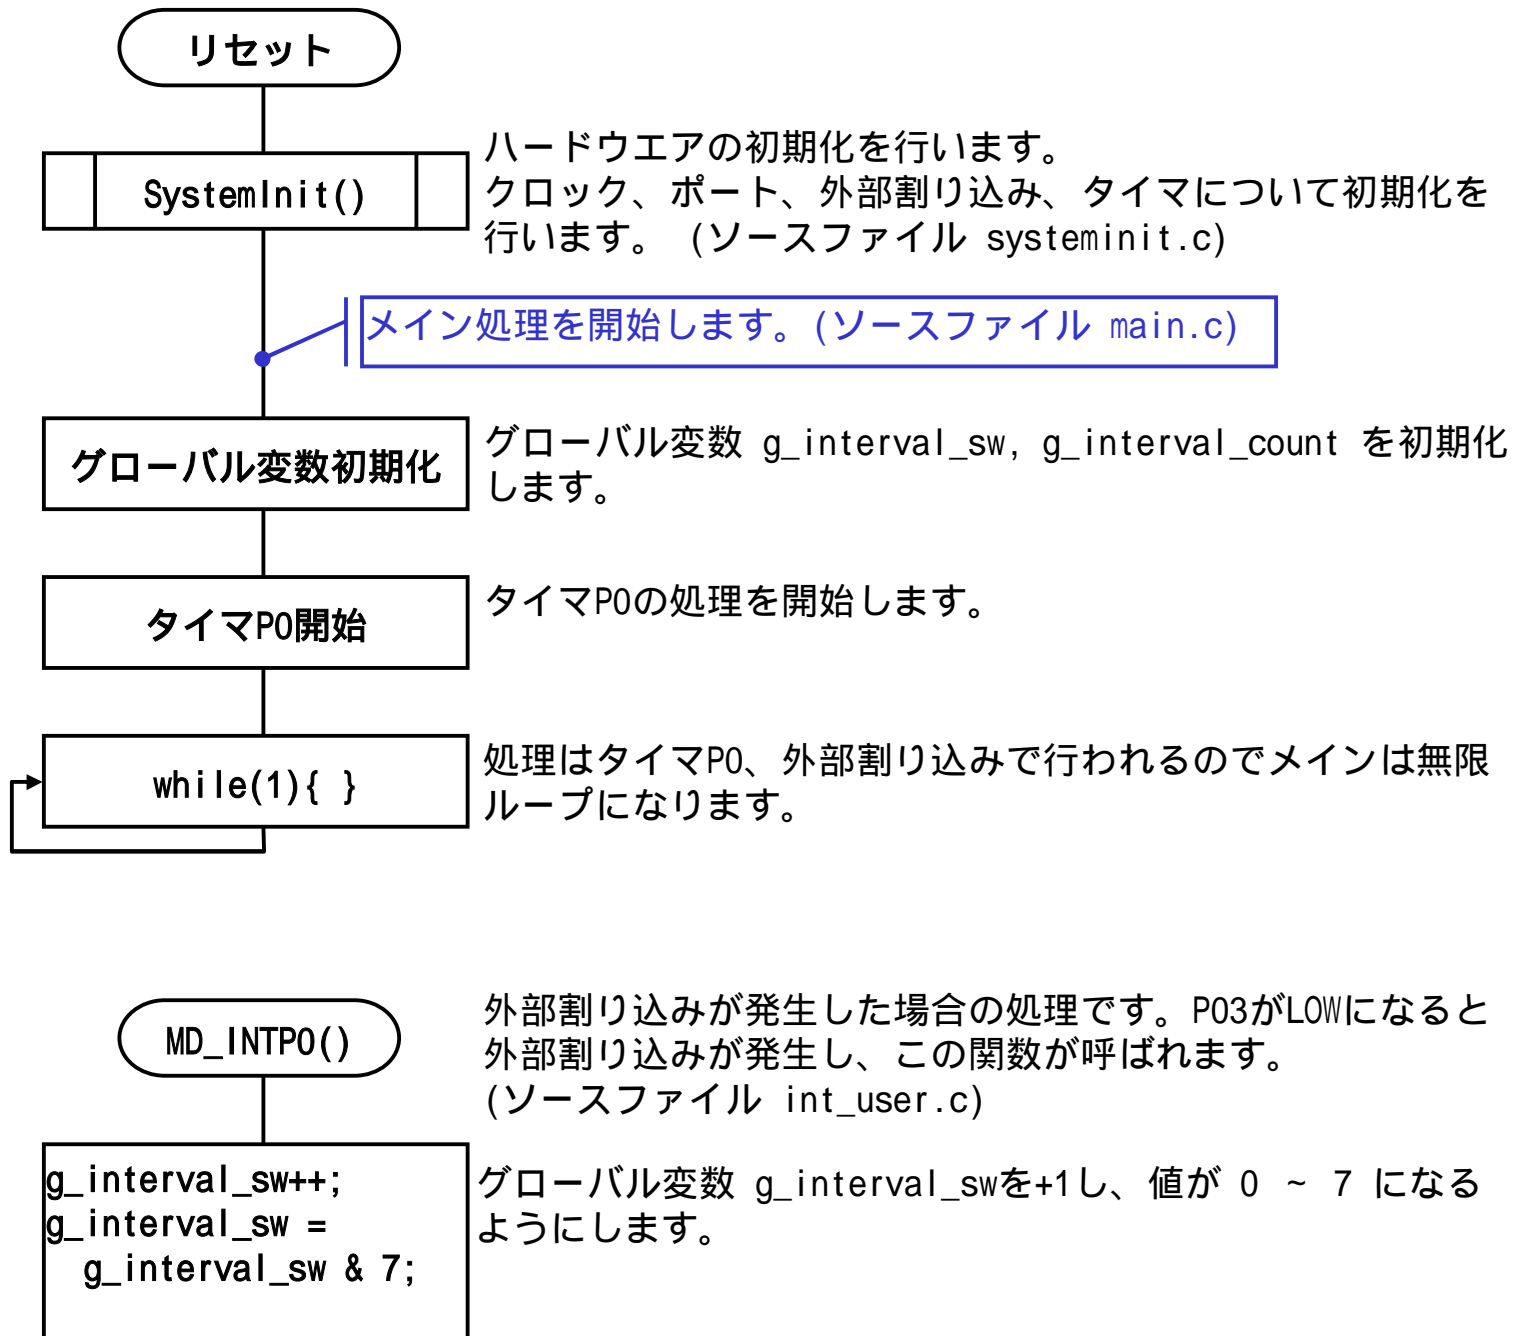 リセット
SystemInit()
ハードウエアの初期化を行います。
クロック、ポート、外部割り込み、タイマについて初期化を
行います。 (ソースファイル systeminit.c)
メイン処理を開始します。(ソースファイル main.c)
グローバル変数初期化
グローバル変数 g_interval_sw, g_interval_count を初期化
します。
タイマP0開始
タイマP0の処理を開始します。
while(1){ }
処理はタイマP0、外部割り込みで行われるのでメインは無限
ループになります。
MD_INTP0()
外部割り込みが発生した場合の処理です。P03がLOWになると
外部割り込みが発生し、この関数が呼ばれます。
(ソースファイル int_user.c)
g_interval_sw++;
g_interval_sw =
g_interval_sw & 7;
グローバル変数 g_interval_swを+1し、値が 0 ~ 7 になる
ようにします。